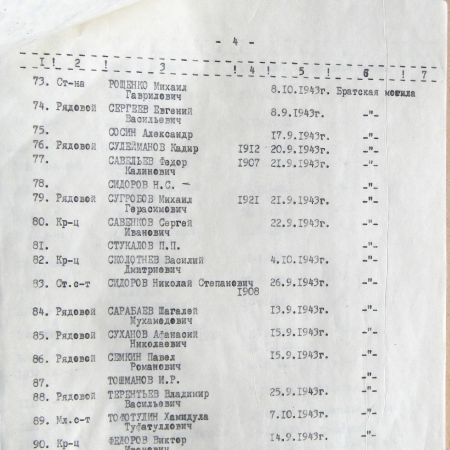 - 4 -
1! 2 ! 3 ! 4 ! 5 ! 6 ! 7
73. Ст-на РОЩЕНКО Михаил 8.10.1943г. Братская могила
Гаврилович
74. Рядовой СЕРГЕЕВ Евгений 8.9.1943г. -"-
Васильевич
75. СОСИН Александр 17.9.1943г. -"-
76. Рядовой СУЛЕЙМАНОВ Кадир 1912 20.9.1943г. -"-
77. САВЕЛЬЕВ Федор 1907 21.9.1943г. -"-
Калинович
78. СИДОРОВ Н.С. - -"-
79. Рядовой СУГРОБОВ Михаил 1921 21.9.1943г. -"-
Герасимович
80. Кр-ц САВЕНКОВ Сергей 22.9.1943г. -"-
Иванович
81. СТУКАЛОВ П.П. -"-
82. Кр-ц СКОЛОТНЕВ Василий 4.10.1943г. -"-
Дмитриевич
83. Ст.с-т СИДОРОВ Николай Степанович 26.9.1943г. -"-
1908
84. Рядовой САРАБАЕВ Шагалей 13.9.1943г. -"-
Мухамедович
85. Рядовой СУХАНОВ Афанасий 15.9.1943г. -"-
Николаевич
86. Рядовой СЕМКИН Павел 15.9.1943г. -"-
Романович
87. ТОШМАНОВ И.Р. -"-
88. Рядовой ТЕРЕНТЬЕВ Владимир 25.9.1943г. -"-
Васильевич
89. Мл.с-т ТОФОТУДИН Хамидула 7.10.1943г. -"-
Туфатуллович
90. Кр-ц ФЕДОРОВ Виктор 14.9.1943г. -"-